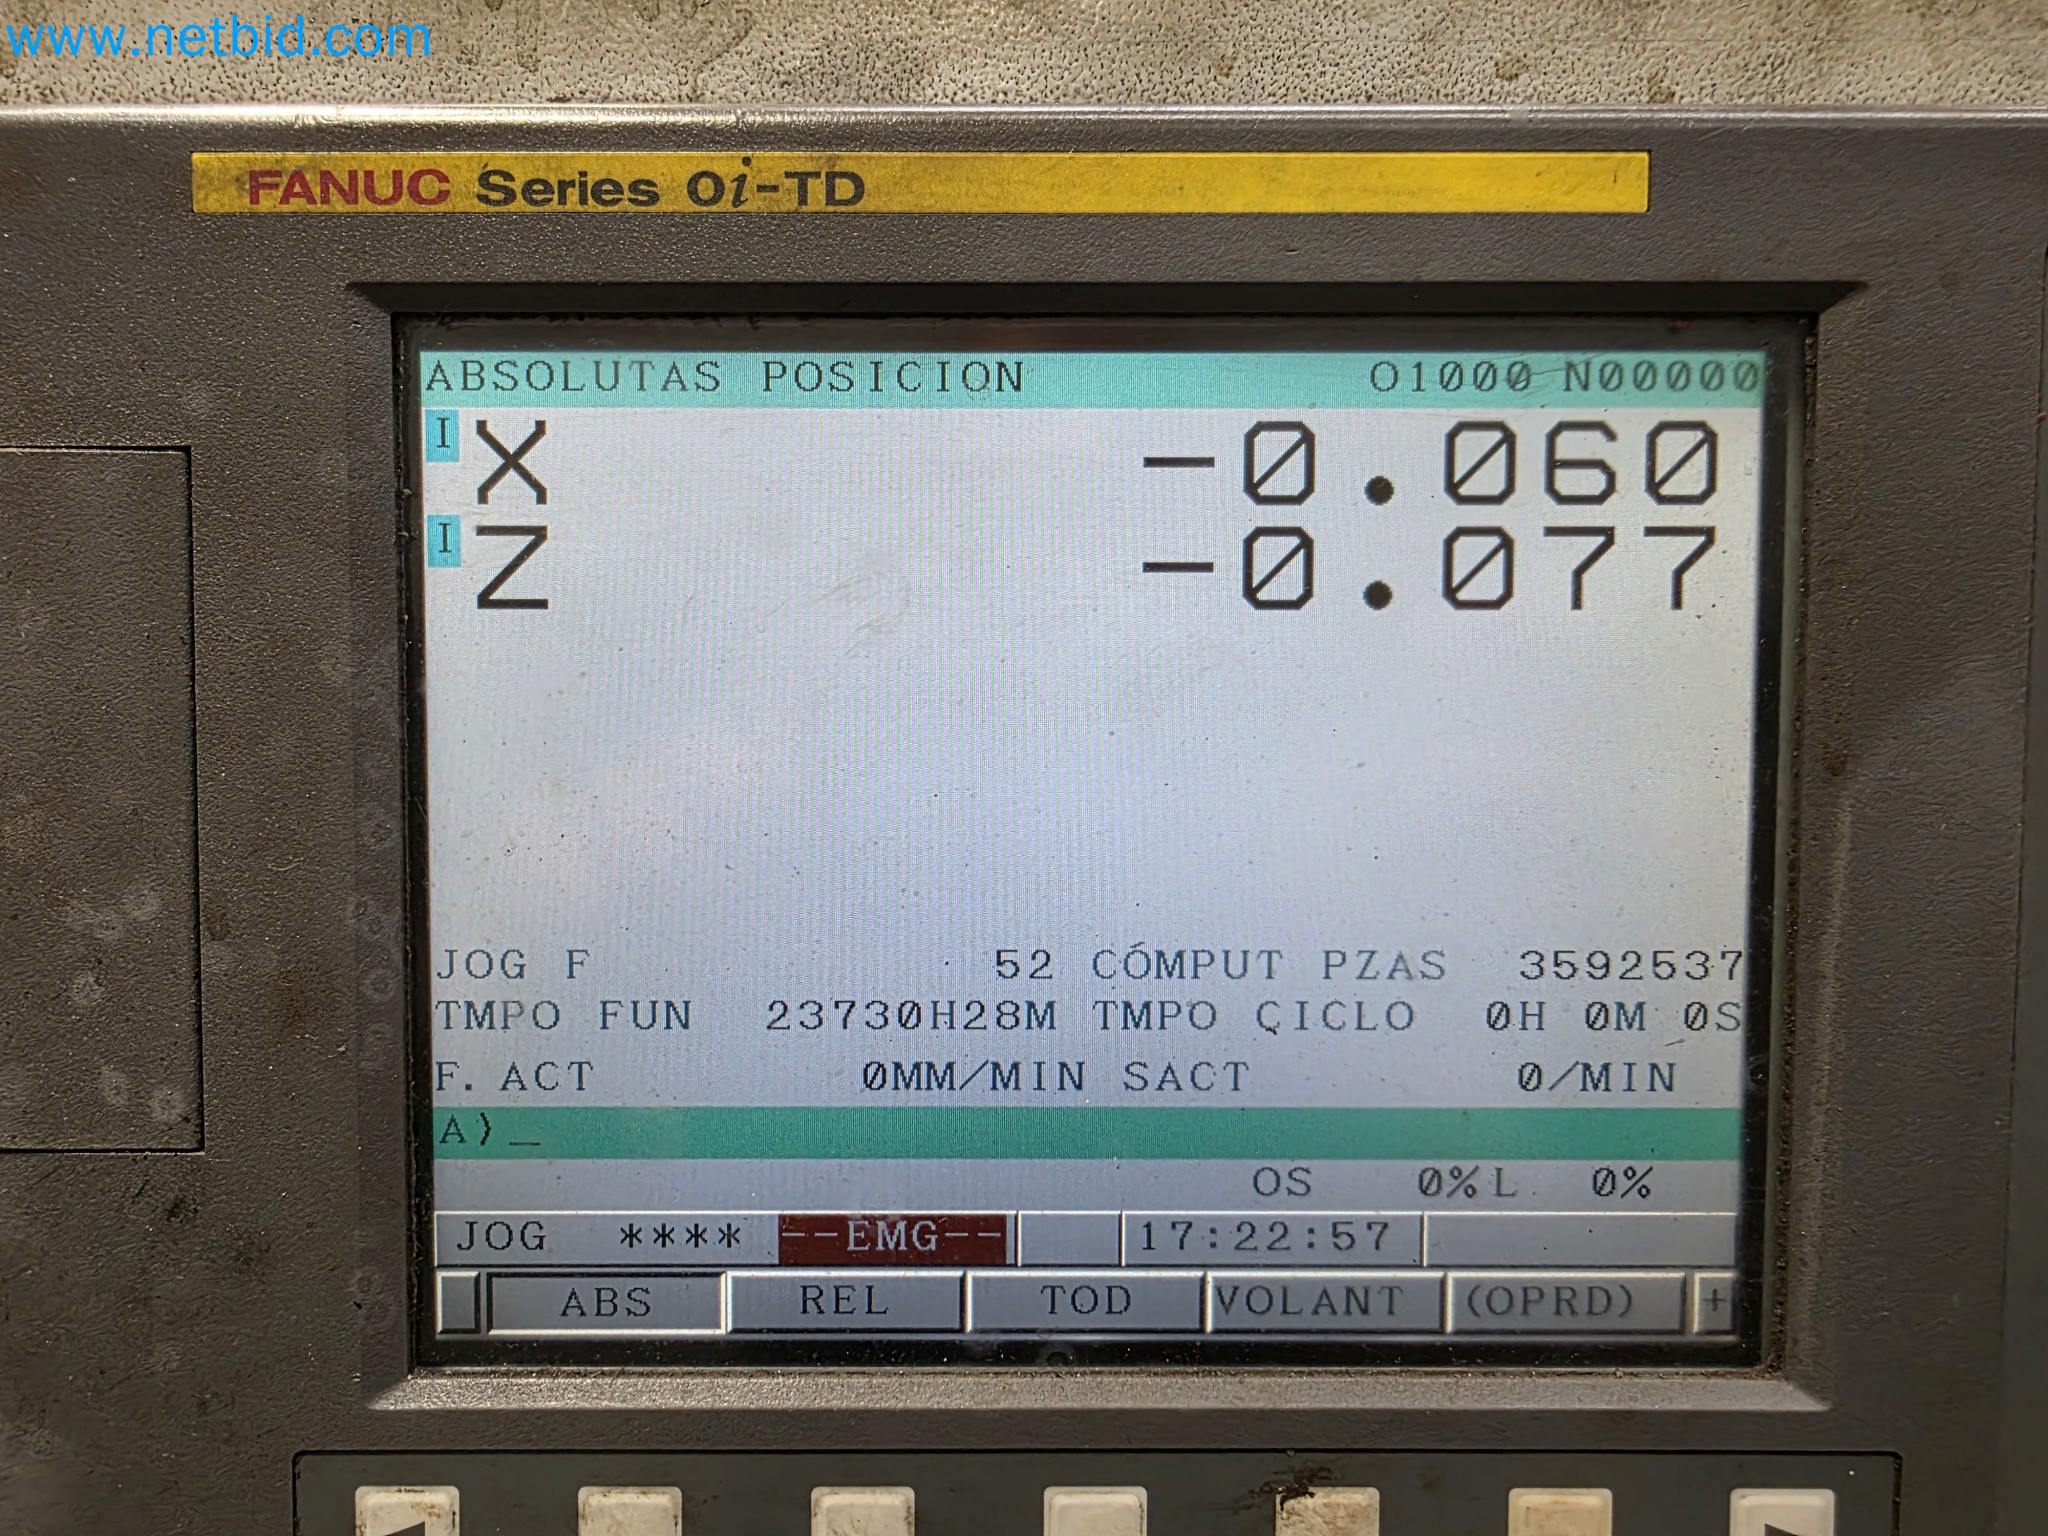 www.netbid.com
FANUC Series 0i-TD
ABSOLUTAS POSICION O1000 N00000
I X -0.060
I Z -0.077
JOG F 52 CÓMPUT PZAS 3592537
TMPO FUN 23730H28M TMPO CICLO 0H 0M 0S
F. ACT 0MM/MIN SACT 0/MIN
A)_
OS 0% L 0%
JOG **** --EMG-- 17:22:57
ABS REL TOD VOLANT (OPRD) +